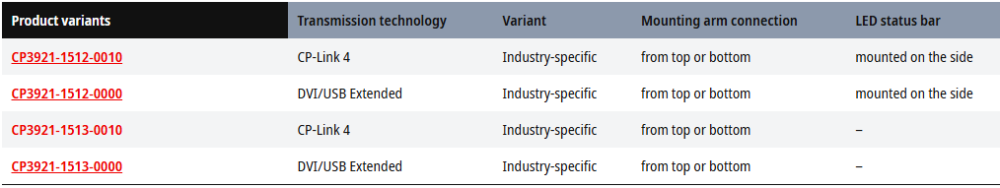 Product variants Transmission technology Variant Mounting arm connection LED status bar
CP3921-1512-0010 CP-Link 4 Industry-specific from top or bottom mounted on the side
CP3921-1512-0000 DVI/USB Extended Industry-specific from top or bottom mounted on the side
CP3921-1513-0010 CP-Link 4 Industry-specific from top or bottom –
CP3921-1513-0000 DVI/USB Extended Industry-specific from top or bottom –